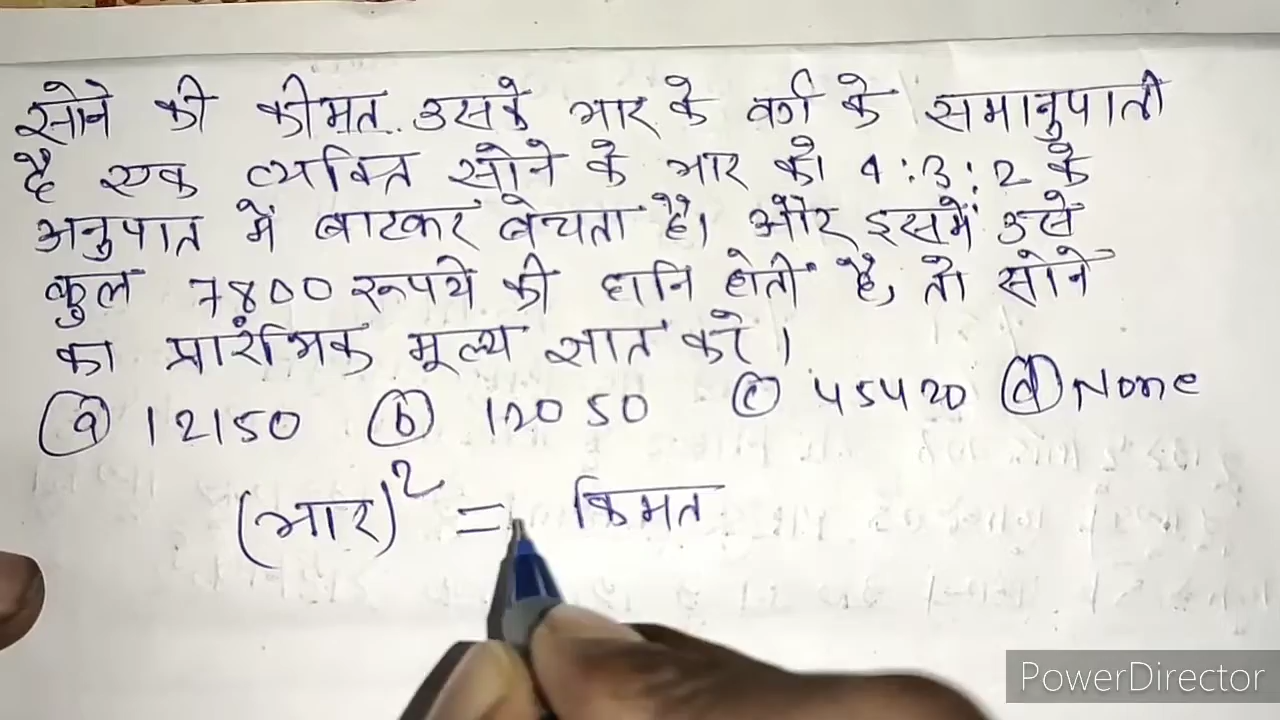 सोने की कीमत उसके भार के वर्ग के समानुपाती
है एक व्यक्ति सोने के भार को 4:3:2 के
अनुपात में बाटकर बेचता है। और इसमें उसे
कुल 7800 रूपये की हानि होती है, तो सोने
का प्रारंभिक मूल्य ज्ञात करे।
(a) 12150 (b) 12050 (c) 45420 (d) None
(भार)² = किमत
PowerDirector